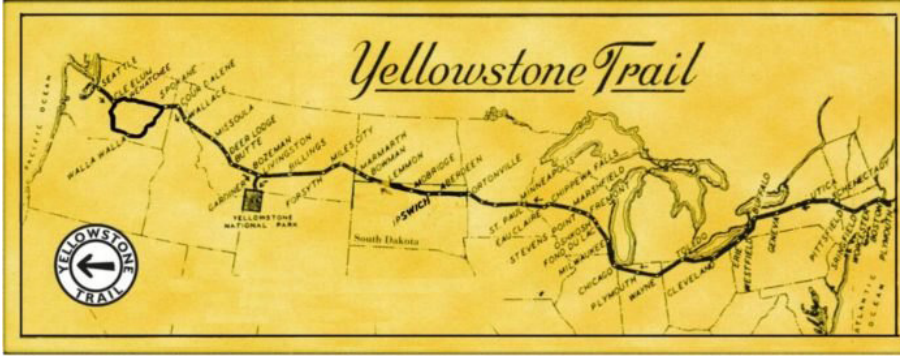 Yellowstone Trail
PACIFIC OCEAN
SEATTLE
CLE ELUM
WENATCHEE
SPOKANE
COEUR D'ALENE
WALLACE
WALLA WALLA
MISSOULA
DEER LODGE
BUTTE
BOZEMAN
LIVINGSTON
BILLINGS
GARDINER
FORSYTH
MILES CITY
YELLOWSTONE
NATIONAL PARK
MARMARTH
BOWMAN
LEMMON
MOBRIDGE
ABERDEEN
IPSWICH
ORTONVILLE
South Dakota
MINNEAPOLIS
ST. PAUL
CHIPPEWA FALLS
EAU CLAIRE
MARSHFIELD
STEVENS POINT
FREMONT
OSHKOSH
FOND DU LAC
MILWAUKEE
CHICAGO
PLYMOUTH
WAYNE
CLEVELAND
ERIE
WESTFIELD
GENEVA
UTICA
SCHENECTADY
PITTSFIELD
SPRINGFIELD
BOSTON
PLYMOUTH
ATLANTIC
OCEAN
YELLOWSTONE
TRAIL